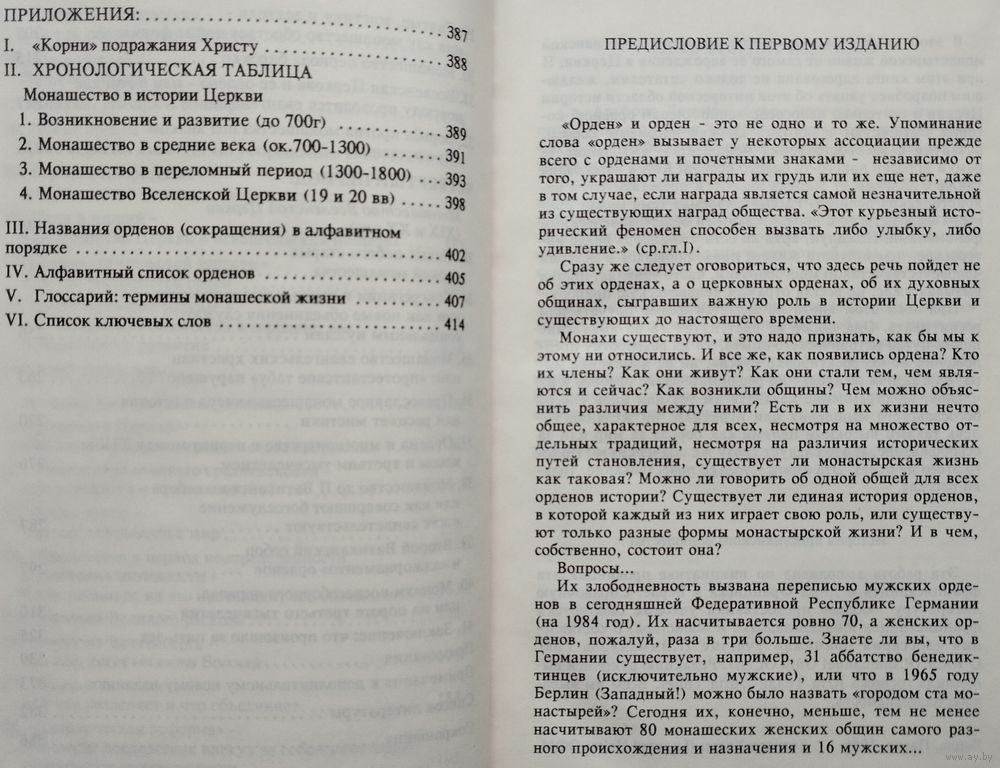 ПРИЛОЖЕНИЯ: ........................ 387
I. «Корни» подражания Христу ............ 388
II. ХРОНОЛОГИЧЕСКАЯ ТАБЛИЦА
Монашество в истории Церкви
1. Возникновение и развитие (до 700г) .......... 389
2. Монашество в средние века (ок.700-1300) ....... 391
3. Монашество в переломный период (1300-1800) ... 393
4. Монашество Вселенской Церкви (19 и 20 вв) ..... 398
III. Названия орденов (сокращения) в алфавитном
порядке ........................ 402
IV. Алфавитный список орденов ............ 405
V. Глоссарий: термины монашеской жизни ......... 407
VI. Список ключевых слов ............... 414
ПРЕДИСЛОВИЕ К ПЕРВОМУ ИЗДАНИЮ
«Орден» и орден - это не одно и то же. Упоминание
слова «орден» вызывает у некоторых ассоциации прежде
всего с орденами и почетными знаками - независимо от
того, украшают ли награды их грудь или их еще нет, даже
в том случае, если награда является самой незначительной
из существующих наград общества. «Этот курьезный исто-
рический феномен способен вызвать либо улыбку, либо
удивление.» (ср.гл.I).
Сразу же следует оговориться, что здесь речь пойдет не
об этих орденах, а о церковных орденах, об их духовных
общинах, сыгравших важную роль в истории Церкви и
существующих до настоящего времени.
Монахи существуют, и это надо признать, как бы мы к
этому ни относились. И все же, как появились ордена? Кто
их члены? Как они живут? Как они стали тем, чем явля-
ются и сейчас? Как возникли общины? Чем можно объяс-
нить различия между ними? Есть ли в их жизни нечто
общее, характерное для всех, несмотря на множество от-
дельных традиций, несмотря на различия исторических
путей становления, существует ли монастырская жизнь
как таковая? Можно ли говорить об одной общей для всех
орденов истории? Существует ли единая история орденов,
в которой каждый из них играет свою роль, или существу-
ют только разные формы монастырской жизни? И в чем,
собственно, состоит она?
Вопросы...
Их злободневность вызвана переписью мужских орде-
нов в сегодняшней Федеративной Республике Германии
(на 1984 год). Их насчитывается ровно 70, а женских ор-
денов, пожалуй, раза в три больше. Знаете ли вы, что в
Германии существует, например, 31 аббатство бенедик-
тинцев (исключительно мужские), или что в 1965 году
Берлин (Западный!) можно было назвать «городом ста мо-
настырей»? Сегодня их, конечно, меньше, тем не менее
насчитывают 80 монашеских женских общин самого раз-
ного происхождения и назначения и 16 мужских...
www.ay.by